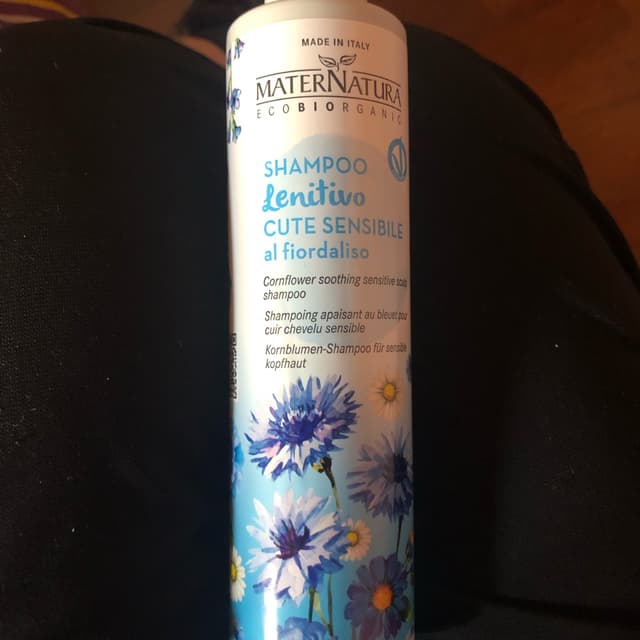 MADE IN ITALY
MATERNATURA
ECOBIORGANIC
SHAMPOO
Lenitivo
CUTE SENSIBILE
al fiordaliso
Cornflower soothing sensitive scalp
shampoo
Shampoing apaisant au bleuet pour
cuir chevelu sensible
Kornblumen-Shampoo für sensible
kopfhaut